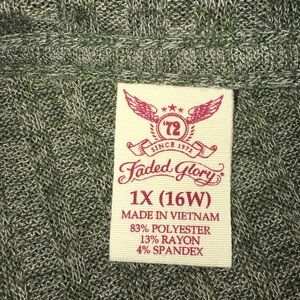 '72
SINCE 1972
Faded Glory
1X (16W)
MADE IN VIETNAM
83% POLYESTER
13% RAYON
4% SPANDEX